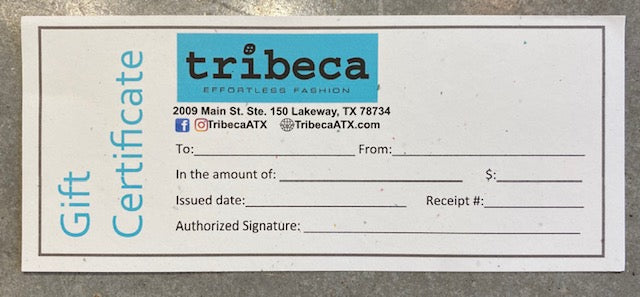 Gift
Certificate
tribeca
EFFORTLESS FASHION
2009 Main St. Ste. 150 Lakeway, TX 78734
TribecaATX TribecaATX.com
To: From:
In the amount of: $:
Issued date: Receipt #:
Authorized Signature: